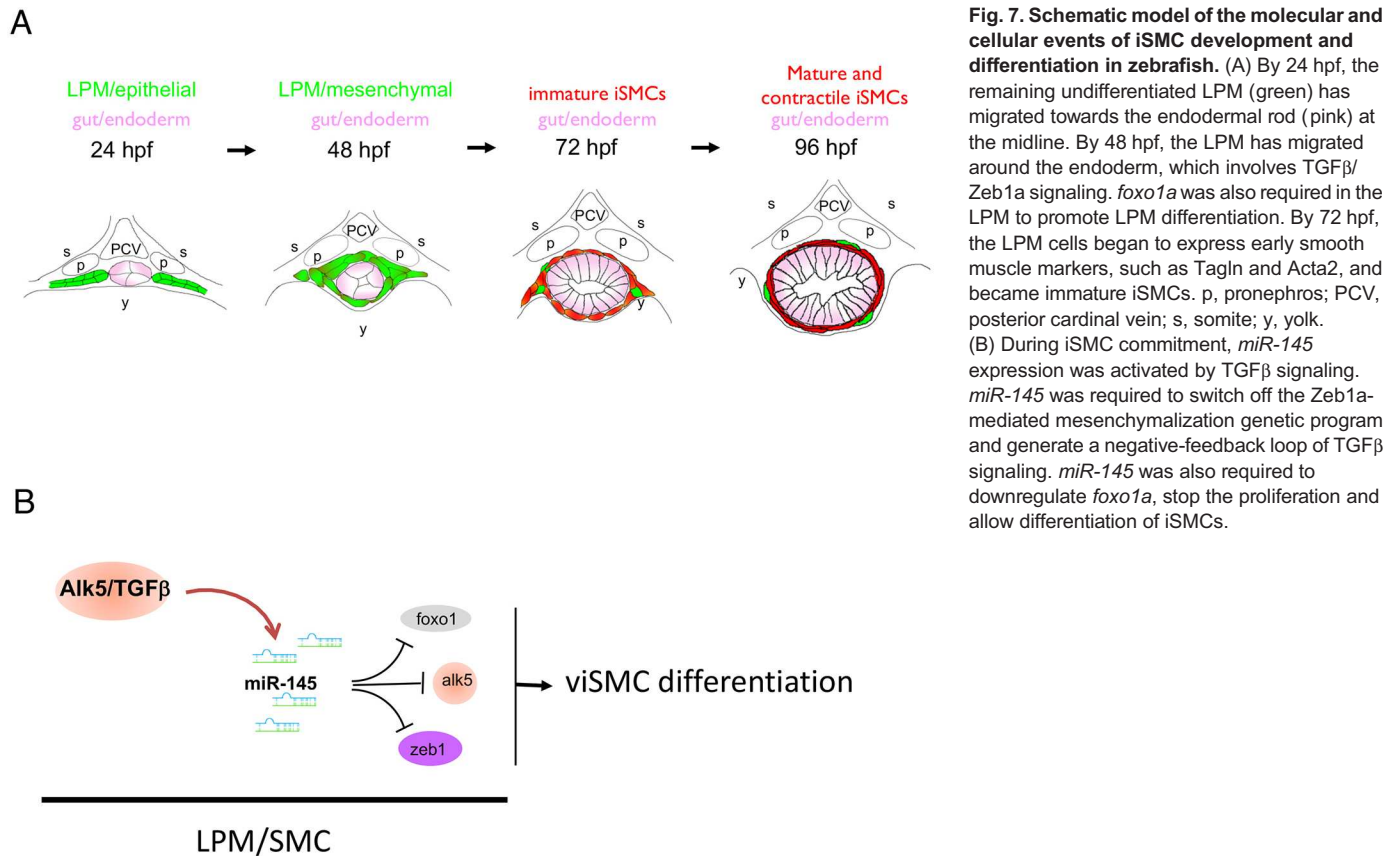 A
LPM/epithelial
gut/endoderm
24 hpf
LPM/mesenchymal
gut/endoderm
48 hpf
immature iSMCs
gut/endoderm
72 hpf
Mature and
contractile iSMCs
gut/endoderm
96 hpf
s
PCV
s
p
p
y
s
PCV
s
p
p
y
s
PCV
s
p
p
y
s
PCV
s
p
p
y
B
Alk5/TGFβ
miR-145
foxo1
alk5
zeb1
viSMC differentiation
LPM/SMC
Fig. 7. Schematic model of the molecular and
cellular events of iSMC development and
differentiation in zebrafish. (A) By 24 hpf, the
remaining undifferentiated LPM (green) has
migrated towards the endodermal rod (pink) at
the midline. By 48 hpf, the LPM has migrated
around the endoderm, which involves TGFβ/
Zeb1a signaling. foxo1a was also required in the
LPM to promote LPM differentiation. By 72 hpf,
the LPM cells began to express early smooth
muscle markers, such as Tagln and Acta2, and
became immature iSMCs. p, pronephros; PCV,
posterior cardinal vein; s, somite; y, yolk.
(B) During iSMC commitment, miR-145
expression was activated by TGFβ signaling.
miR-145 was required to switch off the Zeb1a-
mediated mesenchymalization genetic program
and generate a negative-feedback loop of TGFβ
signaling. miR-145 was also required to
downregulate foxo1a, stop the proliferation and
allow differentiation of iSMCs.